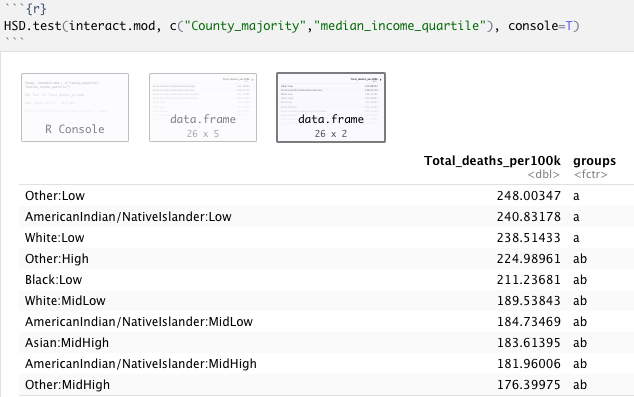 ```{r}
HSD.test(interact.mod, c("County_majority","median_income_quartile"), console=T)
```
R Console
data.frame
26 x 5
data.frame
26 x 2
Total_deaths_per100k groups
<dbl> <fctr>
Other:Low 248.00347 a
AmericanIndian/NativeIslander:Low 240.83178 a
White:Low 238.51433 a
Other:High 224.98961 ab
Black:Low 211.23681 ab
White:MidLow 189.53843 ab
AmericanIndian/NativeIslander:MidLow 184.73469 ab
Asian:MidHigh 183.61395 ab
AmericanIndian/NativeIslander:MidHigh 181.96006 ab
Other:MidHigh 176.39975 ab